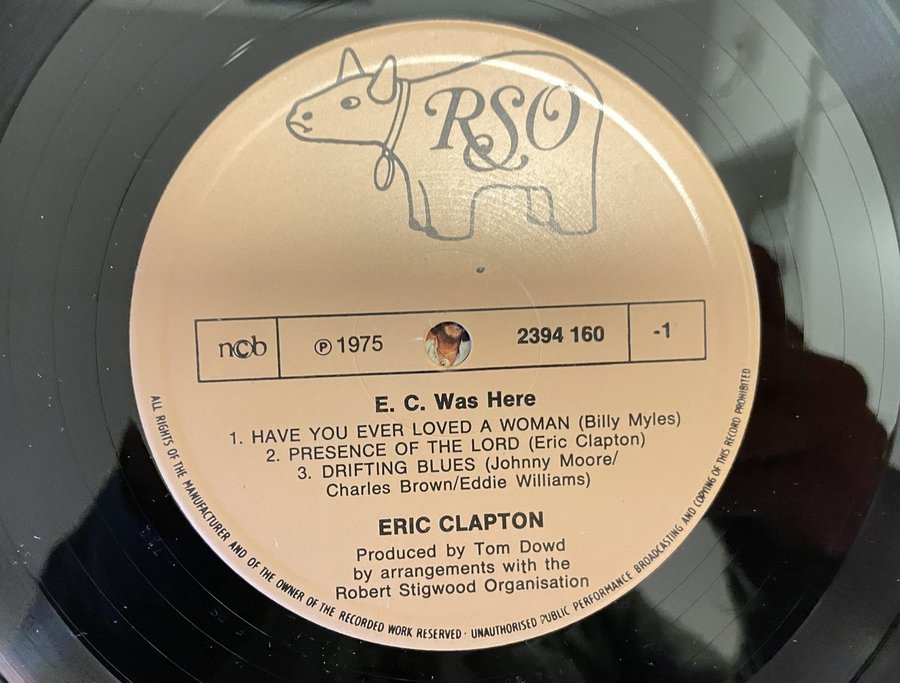 RSO
ncb
Ⓟ 1975
2394 160
-1
E. C. Was Here
1. HAVE YOU EVER LOVED A WOMAN (Billy Myles)
2. PRESENCE OF THE LORD (Eric Clapton)
3. DRIFTING BLUES (Johnny Moore/
Charles Brown/Eddie Williams)
ERIC CLAPTON
Produced by Tom Dowd
by arrangements with the
Robert Stigwood Organisation
ALL RIGHTS OF THE MANUFACTURER AND OF THE OWNER OF THE RECORDED WORK RESERVED · UNAUTHORISED PUBLIC PERFORMANCE BROADCASTING AND COPYING OF THIS RECORD PROHIBITED